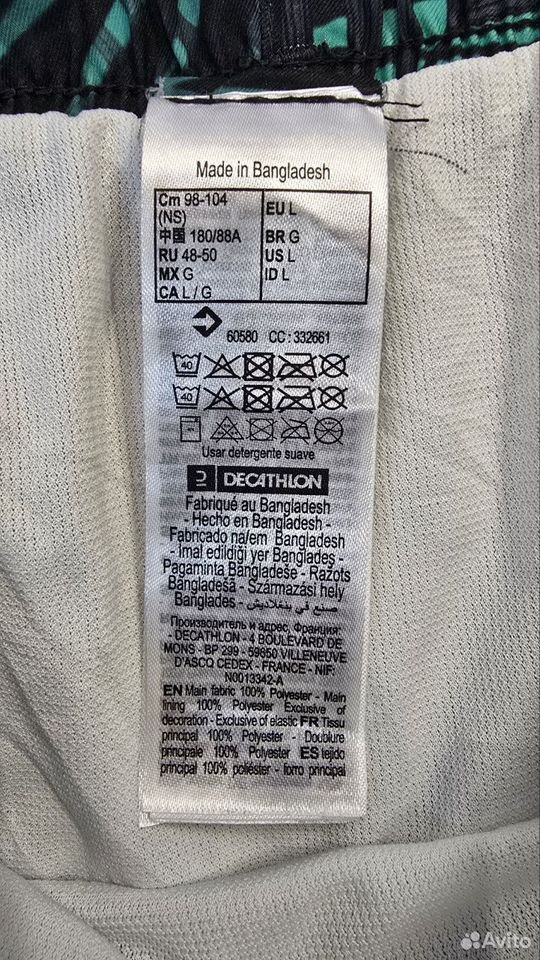 Made in Bangladesh
Cm 98-104
(NS)
中国 180/88A
RU 48-50
MX G
CA L / G
EU L
BR G
US L
ID L
60580 CC : 332661
40
40
Usar detergente suave
DECATHLON
Fabriqué au Bangladesh
- Hecho en Bangladesh -
Fabricado na/em Bangladesh
- İmal edildiği yer Bangladeş -
Pagaminta Bangladeše - Ražots
Bangladešā - Származási hely
Banglades - صنع في بنغلاديش
Производитель и адрес, Франция:
- DECATHLON - 4 BOULEVARD DE
MONS - BP 299 - 59650 VILLENEUVE
D'ASCQ CEDEX - FRANCE - NIF:
N0013342-A
EN Main fabric 100% Polyester - Main
lining 100% Polyester Exclusive of
decoration - Exclusive of elastic FR Tissu
principal 100% Polyester - Doublure
principale 100% Polyester ES tejido
principal 100% poliéster - forro principal
Avito